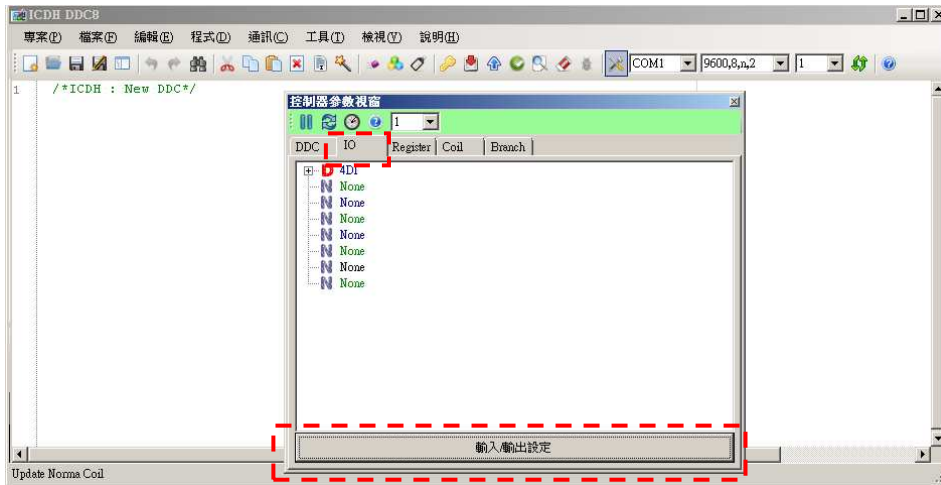 ICDH DDC8
專案(P) 檔案(F) 編輯(E) 程式(D) 通訊(C) 工具(T) 檢視(V) 說明(H)
COM1 9600,8,n,2 1
1 /*ICDH : New DDC*/
控制器參數視窗
1
DDC IO Register Coil Branch
D 4DI
N None
N None
N None
N None
N None
N None
N None
輸入/輸出設定
Update Norma Coil